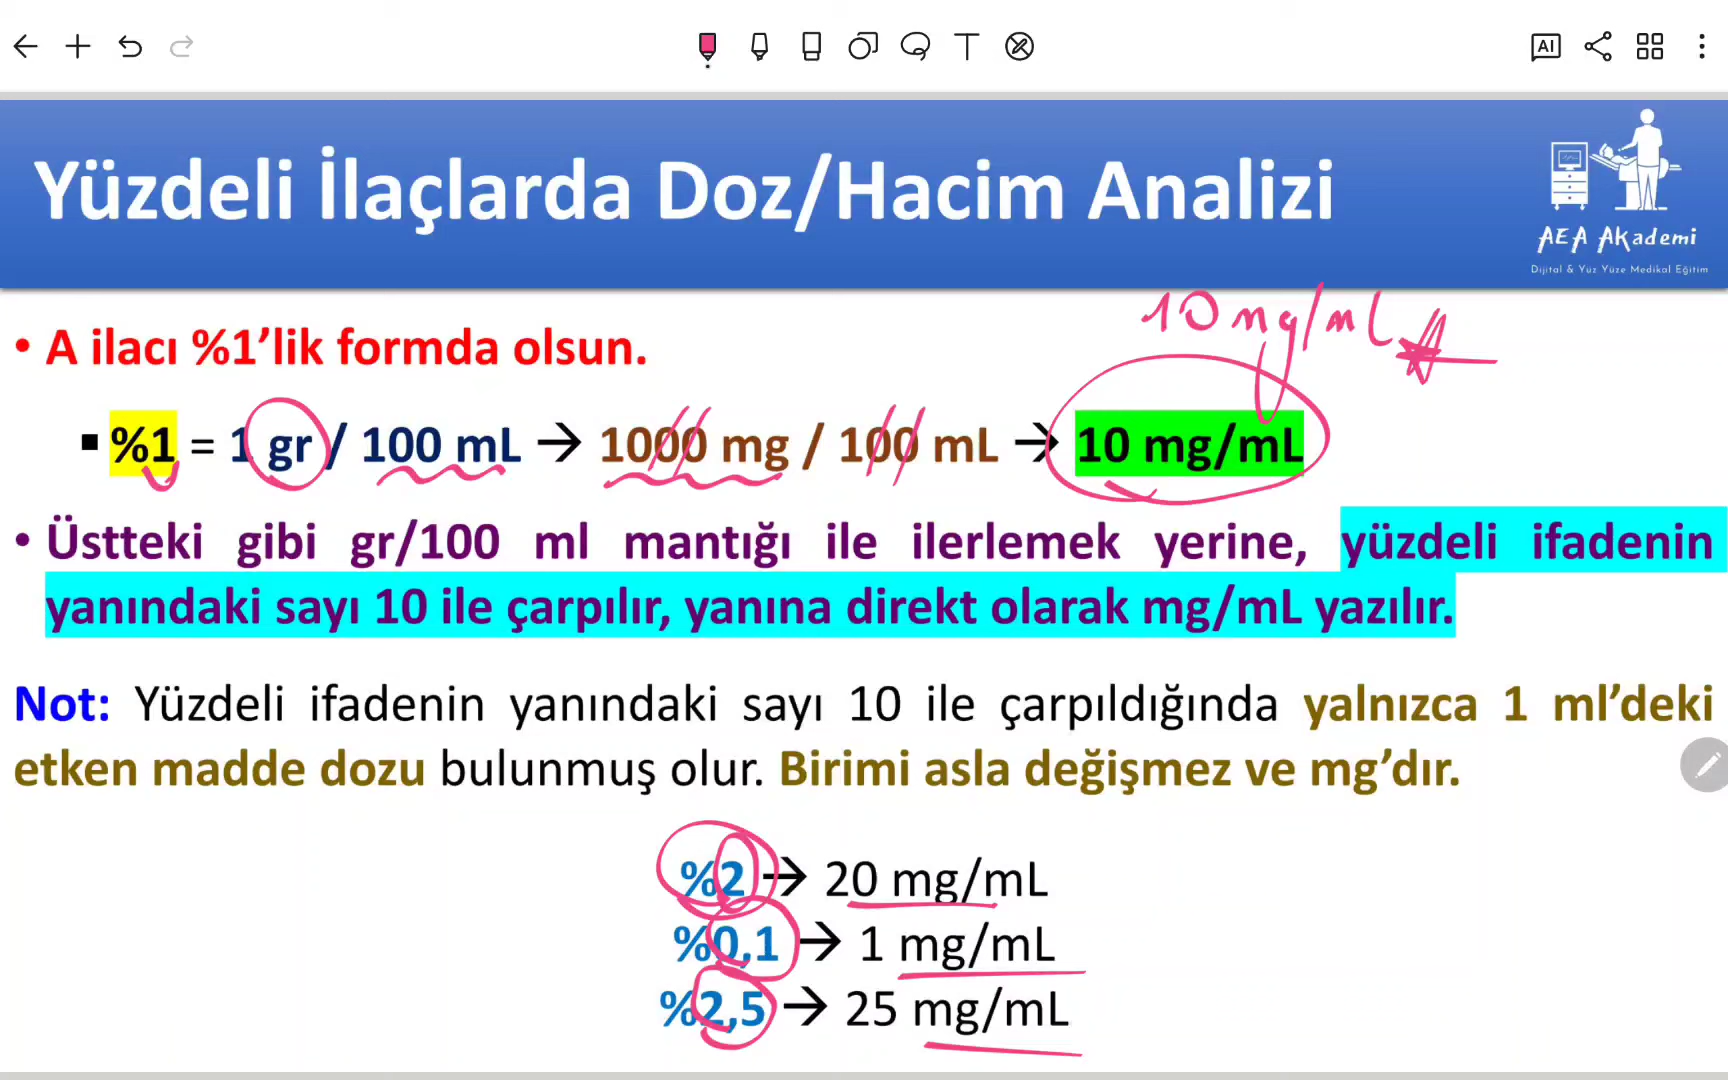 AI
Yüzdeli İlaçlarda Doz/Hacim Analizi
AEA AKademi
Dijital & Yüz Yüze Medikal Eğitim
10 mg/mL
• A ilacı %1’lik formda olsun.
▪ %1 = 1 gr / 100 mL → 1000 mg / 100 mL → 10 mg/mL
• Üstteki gibi gr/100 ml mantığı ile ilerlemek yerine, yüzdeli ifadenin
yanındaki sayı 10 ile çarpılır, yanına direkt olarak mg/mL yazılır.
Not: Yüzdeli ifadenin yanındaki sayı 10 ile çarpıldığında yalnızca 1 ml’deki
etken madde dozu bulunmuş olur. Birimi asla değişmez ve mg’dır.
%2 → 20 mg/mL
%0,1 → 1 mg/mL
%2,5 → 25 mg/mL